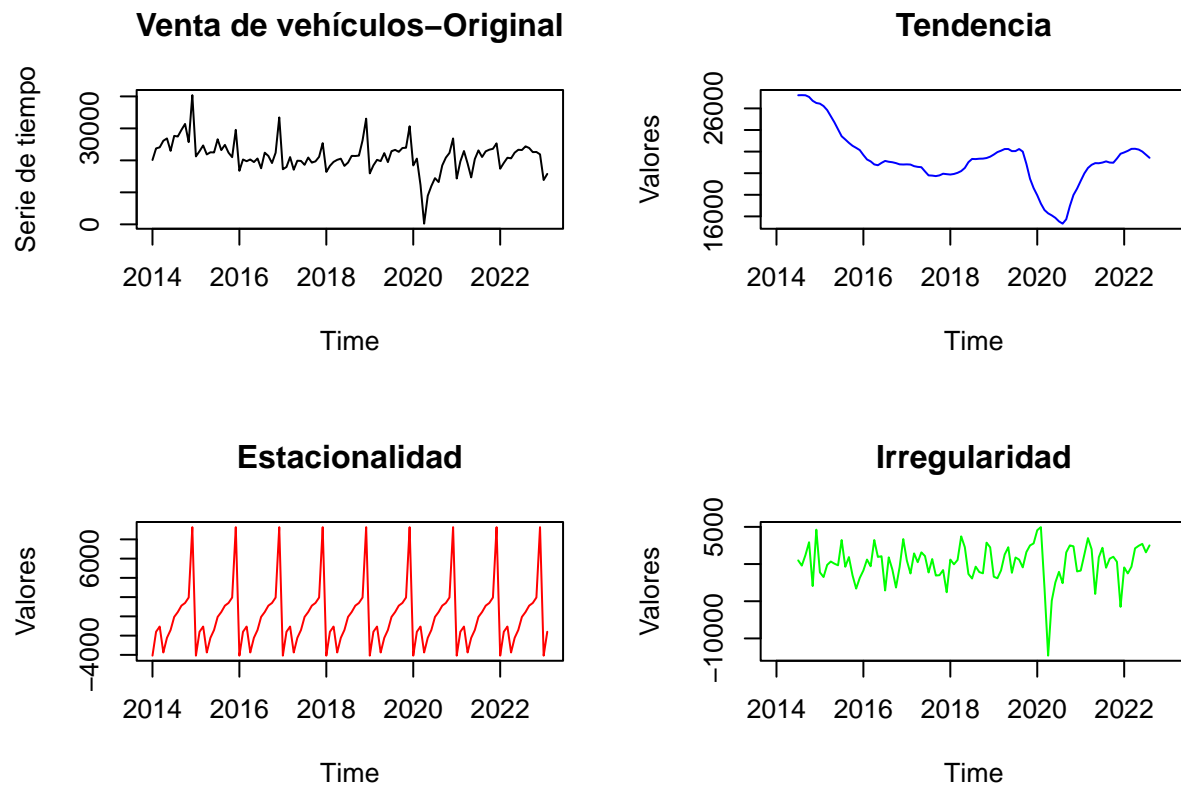 Venta de vehículos−Original
Serie de tiempo
0
30000
2014 2016 2018 2020 2022
Time
Tendencia
Valores
16000
26000
2014 2016 2018 2020 2022
Time
Estacionalidad
Valores
−4000
6000
2014 2016 2018 2020 2022
Time
Irregularidad
Valores
−10000
5000
2014 2016 2018 2020 2022
Time